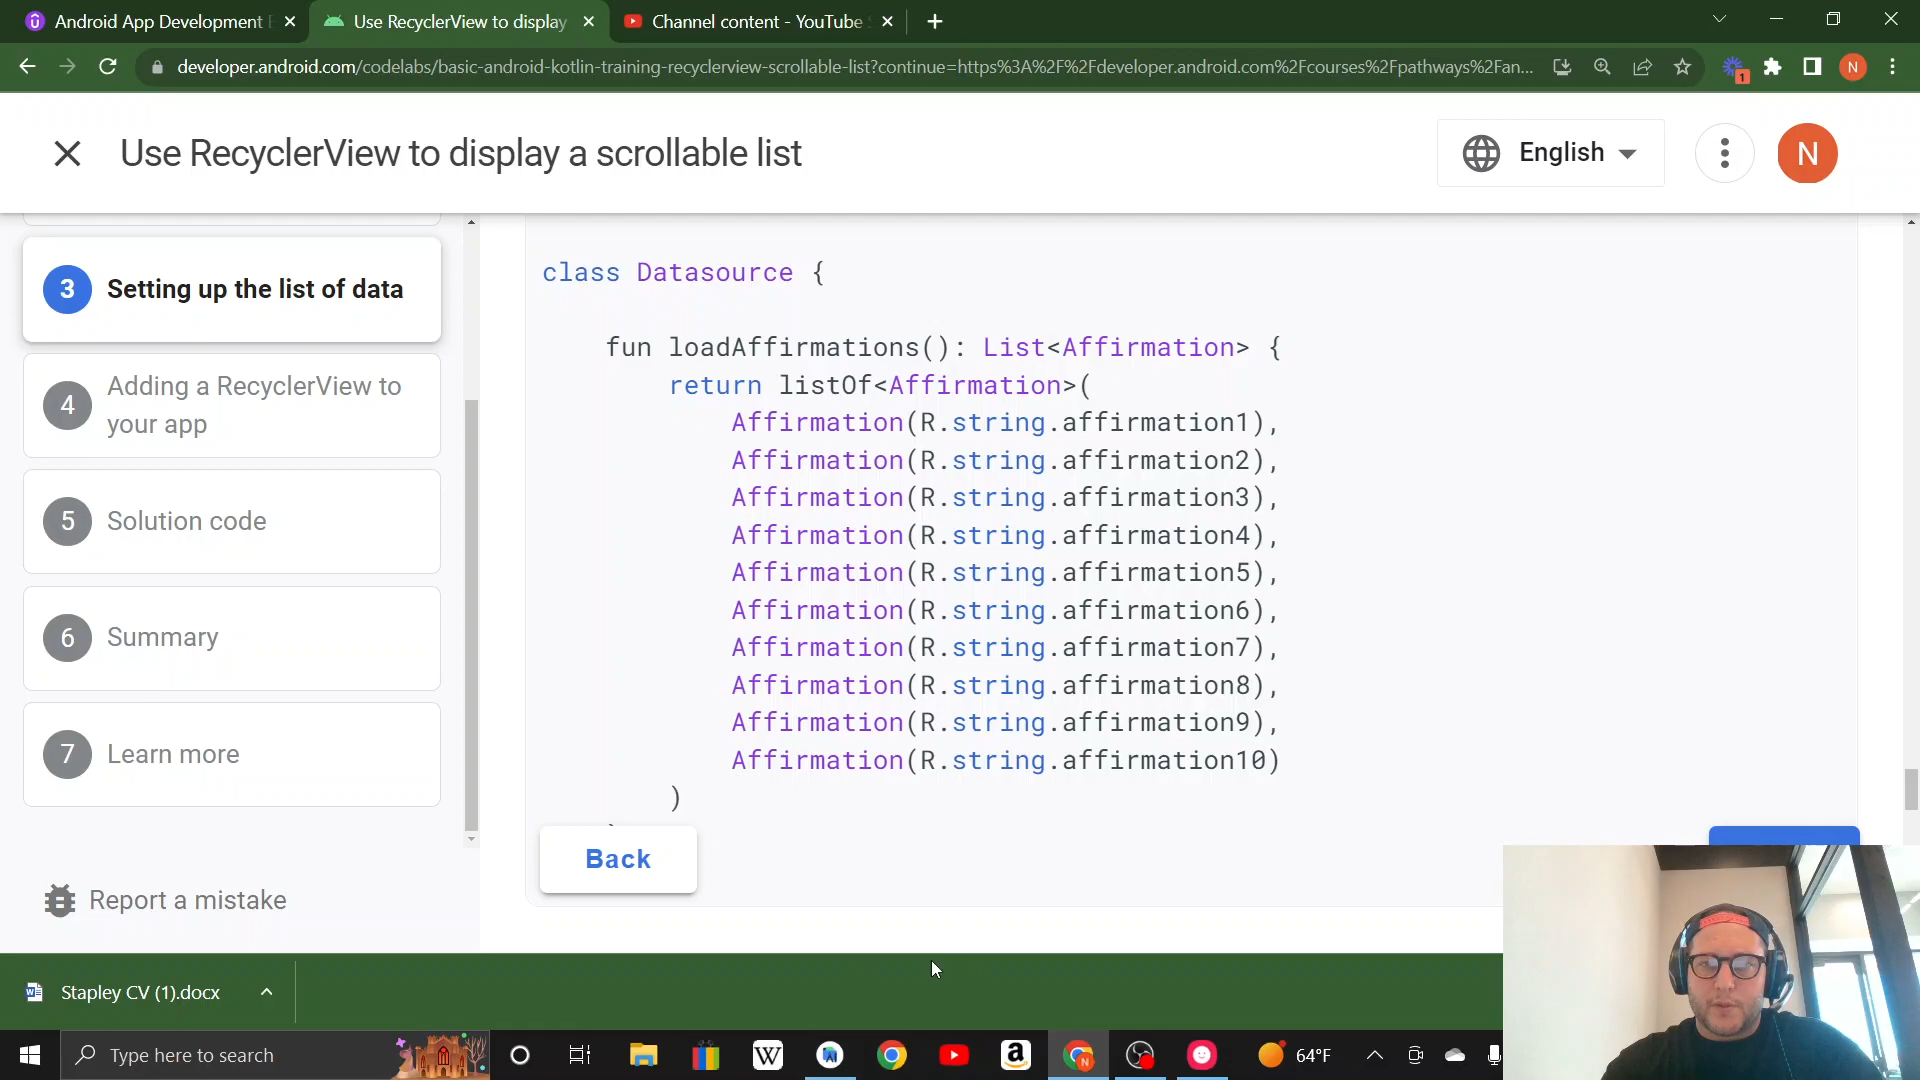 Android App Development
Use RecyclerView to display
Channel content - YouTube
developer.android.com/codelabs/basic-android-kotlin-training-recyclerview-scrollable-list?continue=https%3A%2F%2Fdeveloper.android.com%2Fcourses%2Fpathways%2Fan...
1
N
Use RecyclerView to display a scrollable list
English
N
3 Setting up the list of data
4 Adding a RecyclerView to
your app
5 Solution code
6 Summary
7 Learn more
Report a mistake
class Datasource {
fun loadAffirmations(): List<Affirmation> {
return listOf<Affirmation>(
Affirmation(R.string.affirmation1),
Affirmation(R.string.affirmation2),
Affirmation(R.string.affirmation3),
Affirmation(R.string.affirmation4),
Affirmation(R.string.affirmation5),
Affirmation(R.string.affirmation6),
Affirmation(R.string.affirmation7),
Affirmation(R.string.affirmation8),
Affirmation(R.string.affirmation9),
Affirmation(R.string.affirmation10)
)
Back
Stapley CV (1).docx
Type here to search
W
a
N
64°F